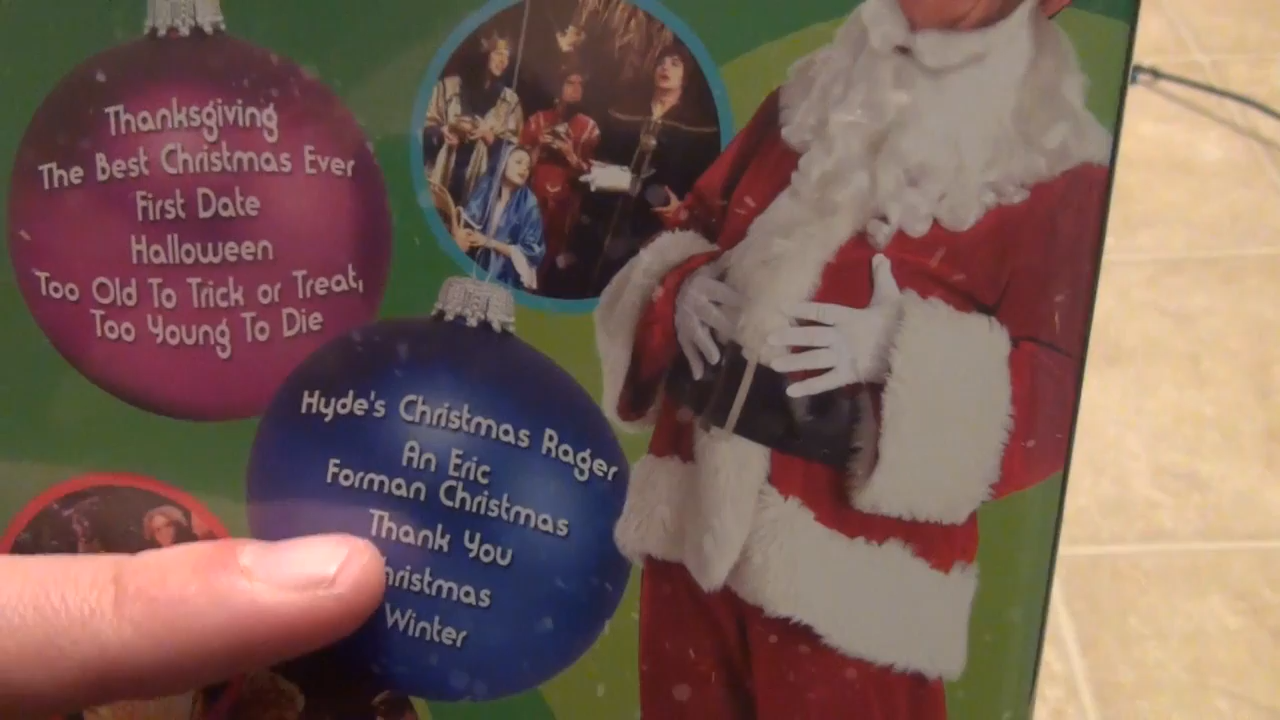 Thanksgiving
The Best Christmas Ever
First Date
Halloween
Too Old To Trick or Treat,
Too Young To Die
Hyde's Christmas Rager
An Eric
Forman Christmas
Thank You
hristmas
Winter